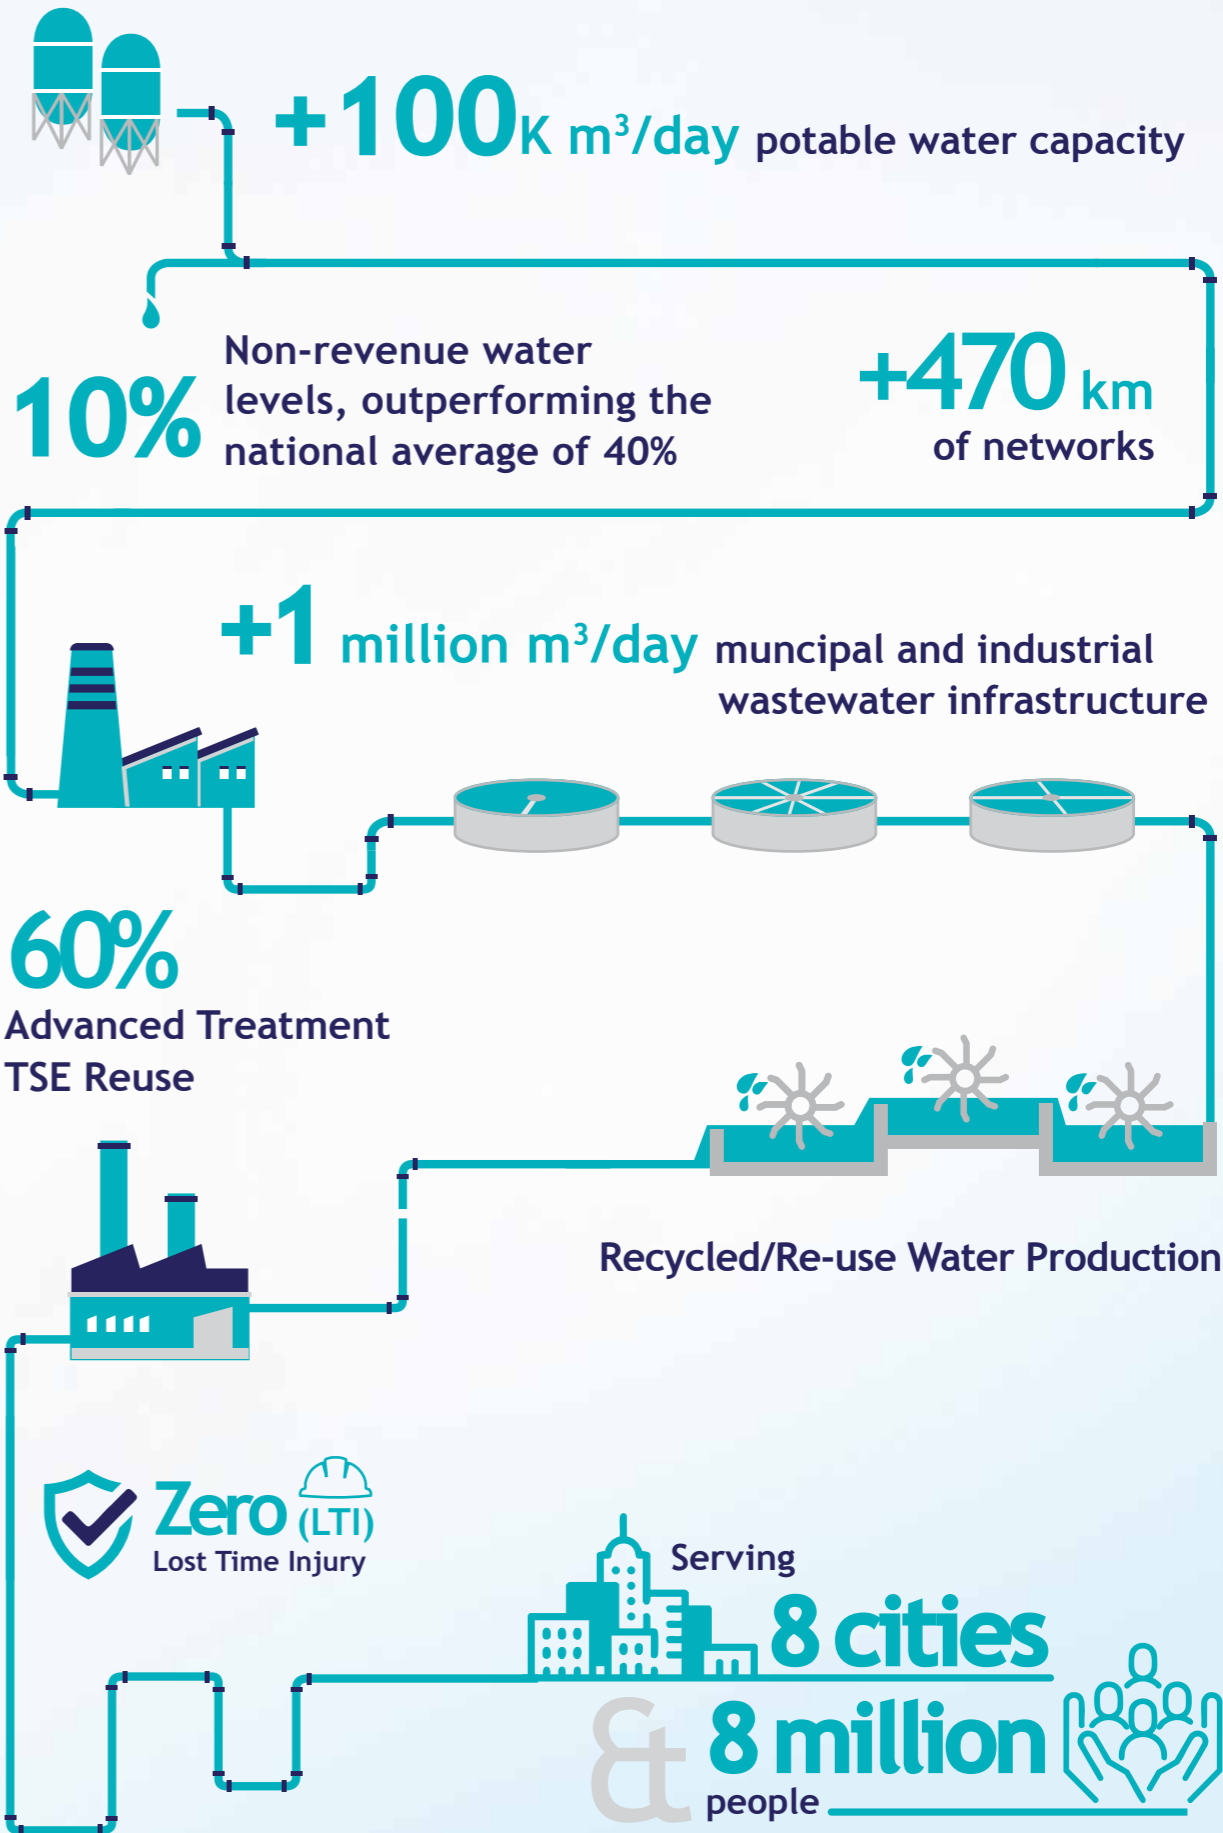 +100K m³/day potable water capacity
10%
Non-revenue water
levels, outperforming the
national average of 40%
+470 km
of networks
+1 million m³/day muncipal and industrial
wastewater infrastructure
60%
Advanced Treatment
TSE Reuse
Recycled/Re-use Water Production
Zero (LTI)
Lost Time Injury
Serving
8 cities
& 8 million
people